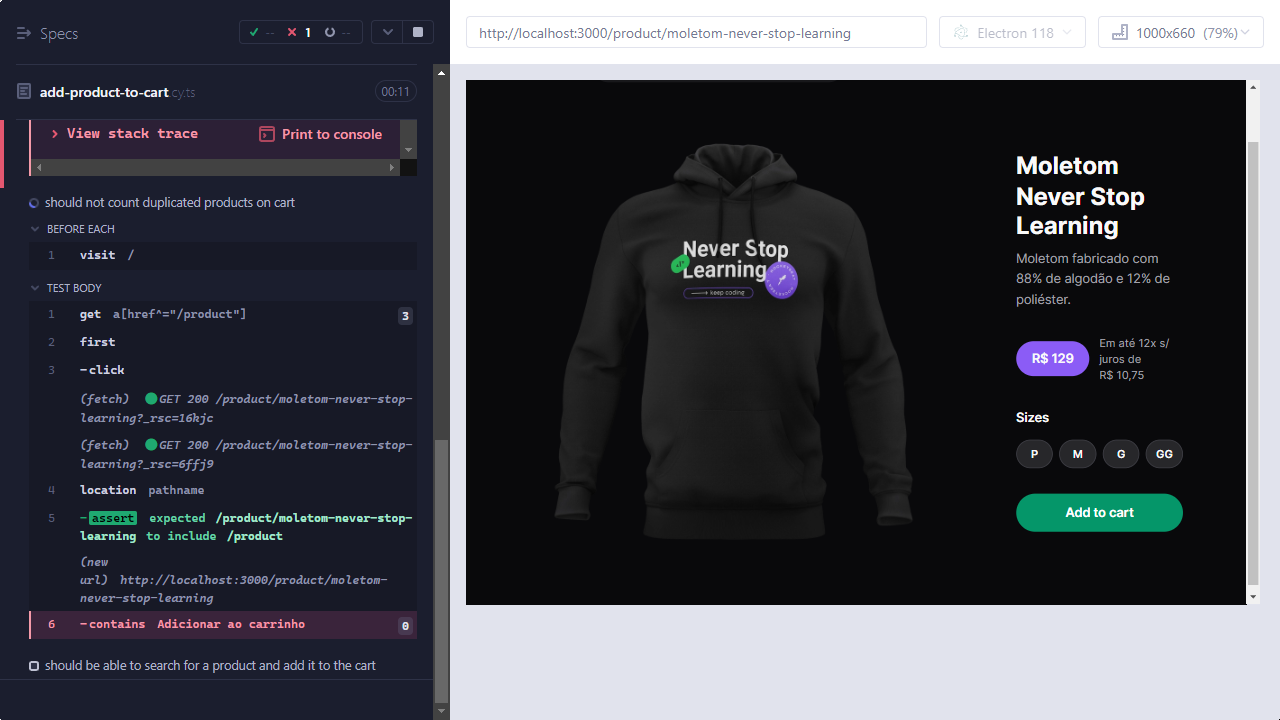 Specs
-- 1 --
add-product-to-cart.cy.ts 00:11
View stack trace Print to console
should not count duplicated products on cart
BEFORE EACH
1 visit /
TEST BODY
1 get a[href^="/product"] 3
2 first
3 -click
(fetch) GET 200 /product/moletom-never-stop-
learning?_rsc=16kjc
(fetch) GET 200 /product/moletom-never-stop-
learning?_rsc=6ffj9
4 location pathname
5 -assert expected /product/moletom-never-stop-
learning to include /product
(new
url) http://localhost:3000/product/moletom-
never-stop-learning
6 -contains Adicionar ao carrinho 0
should be able to search for a product and add it to the cart
http://localhost:3000/product/moletom-never-stop-learning
Electron 118
1000x660 (79%)
Never Stop
Learning
keep coding
Moletom
Never Stop
Learning
Moletom fabricado com
88% de algodão e 12% de
poliéster.
R$ 129
Em até 12x s/
juros de
R$ 10,75
Sizes
P M G GG
Add to cart